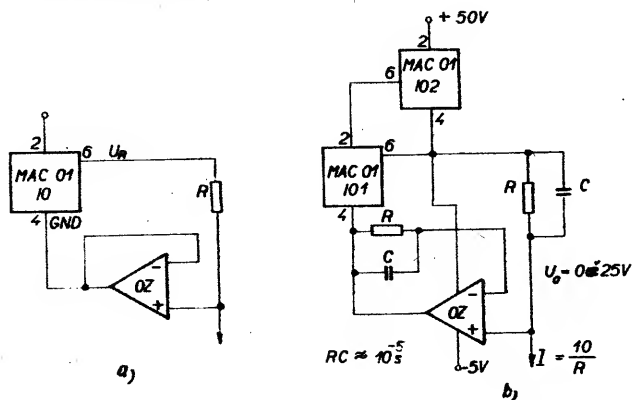 + 50V
2
MAC 01
IO2
6
4
2
MAC 01
IO
6
U_R
R
4
GND
-
OZ
+
a)
2
MAC 01
IO1
6
4
R
C
R
C
-
OZ
+
-5V
U_o = 0 až 25V
RC ≈ 10^-5 s
I = 10/R
b)